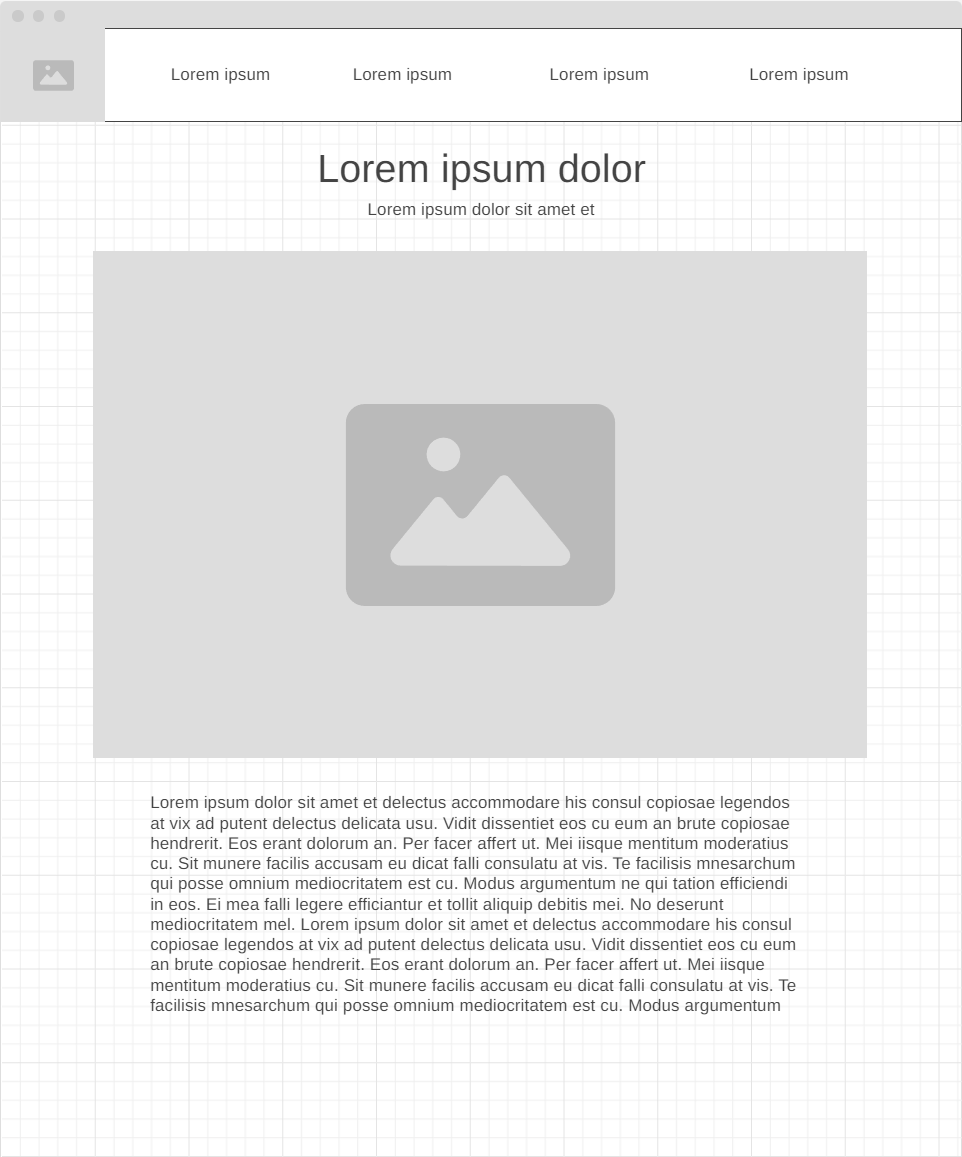 Lorem ipsum Lorem ipsum Lorem ipsum Lorem ipsum
Lorem ipsum dolor
Lorem ipsum dolor sit amet et
Lorem ipsum dolor sit amet et delectus accommodare his consul copiosae legendos
at vix ad putent delectus delicata usu. Vidit dissentiet eos cu eum an brute copiosae
hendrerit. Eos erant dolorum an. Per facer affert ut. Mei iisque mentitum moderatius
cu. Sit munere facilis accusam eu dicat falli consulatu at vis. Te facilisis mnesarchum
qui posse omnium mediocritatem est cu. Modus argumentum ne qui tation efficiendi
in eos. Ei mea falli legere efficiantur et tollit aliquip debitis mei. No deserunt
mediocritatem mel. Lorem ipsum dolor sit amet et delectus accommodare his consul
copiosae legendos at vix ad putent delectus delicata usu. Vidit dissentiet eos cu eum
an brute copiosae hendrerit. Eos erant dolorum an. Per facer affert ut. Mei iisque
mentitum moderatius cu. Sit munere facilis accusam eu dicat falli consulatu at vis. Te
facilisis mnesarchum qui posse omnium mediocritatem est cu. Modus argumentum